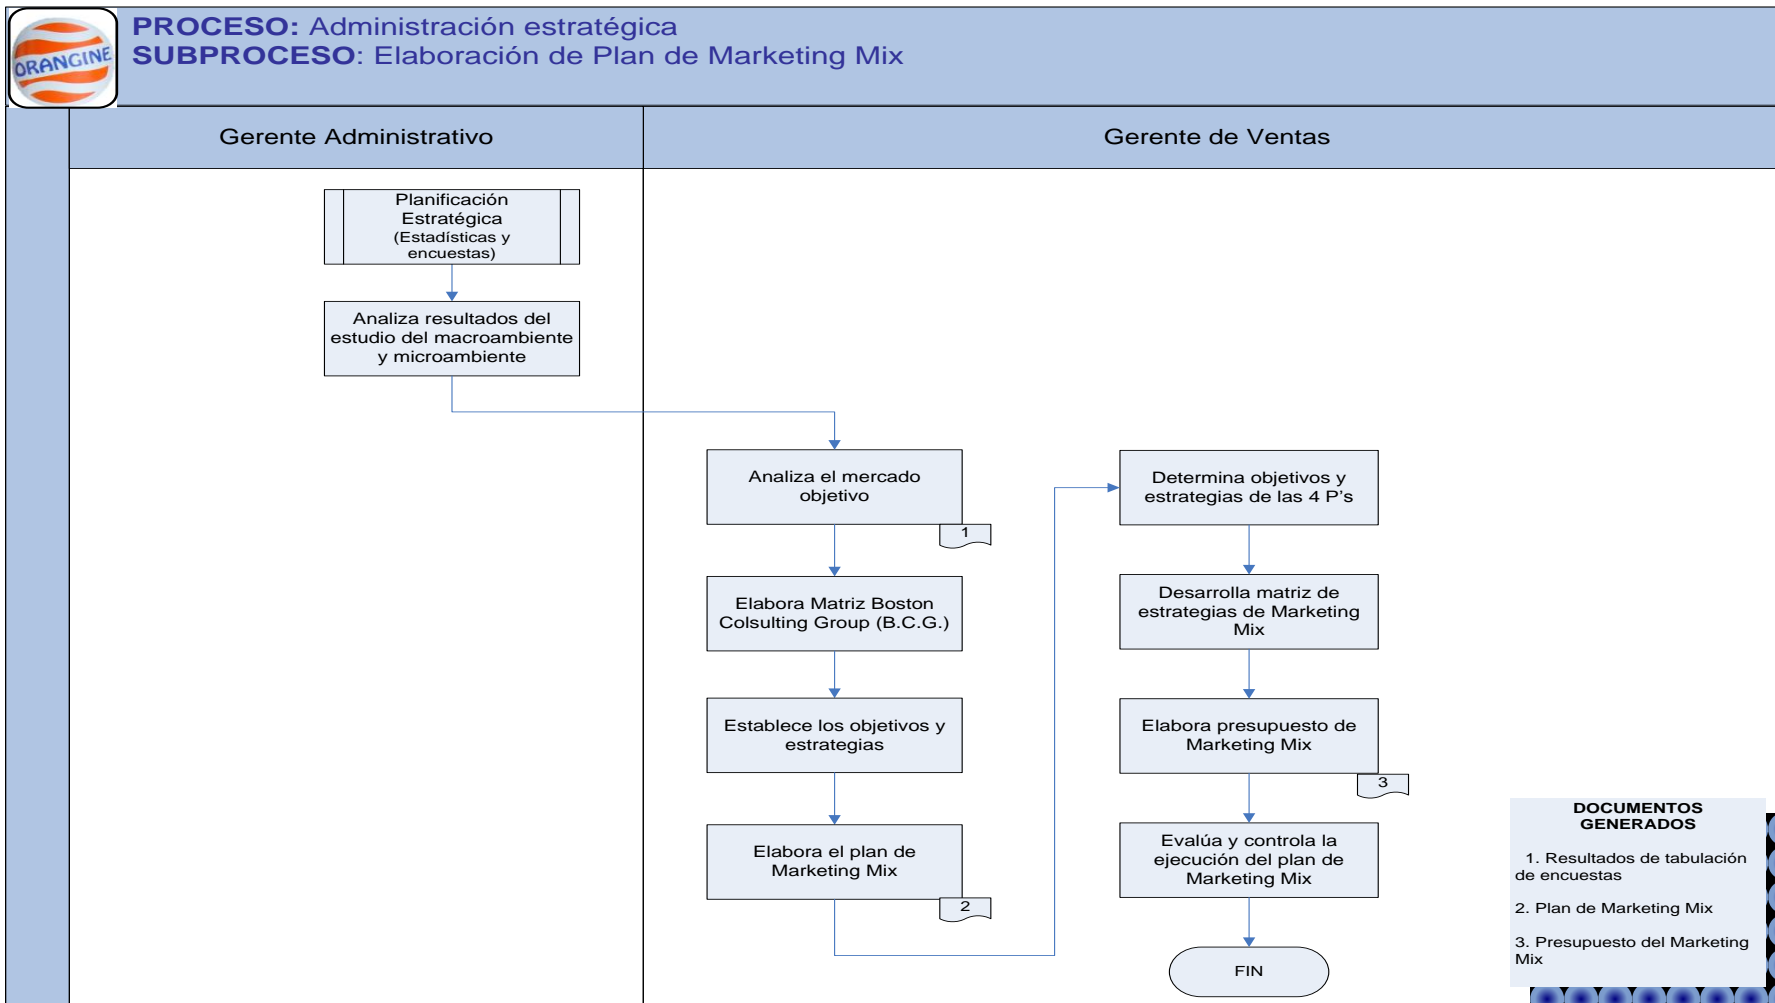 ORANGINE
PROCESO: Administración estratégica
SUBPROCESO: Elaboración de Plan de Marketing Mix
Gerente Administrativo
Gerente de Ventas
Planificación
Estratégica
(Estadísticas y
encuestas)
Analiza resultados del
estudio del macroambiente
y microambiente
Analiza el mercado
objetivo
1
Elabora Matriz Boston
Colsulting Group (B.C.G.)
Establece los objetivos y
estrategias
Elabora el plan de
Marketing Mix
2
Determina objetivos y
estrategias de las 4 P’s
Desarrolla matriz de
estrategias de Marketing
Mix
Elabora presupuesto de
Marketing Mix
3
Evalúa y controla la
ejecución del plan de
Marketing Mix
FIN
DOCUMENTOS
GENERADOS
1. Resultados de tabulación
de encuestas
2. Plan de Marketing Mix
3. Presupuesto del Marketing
Mix